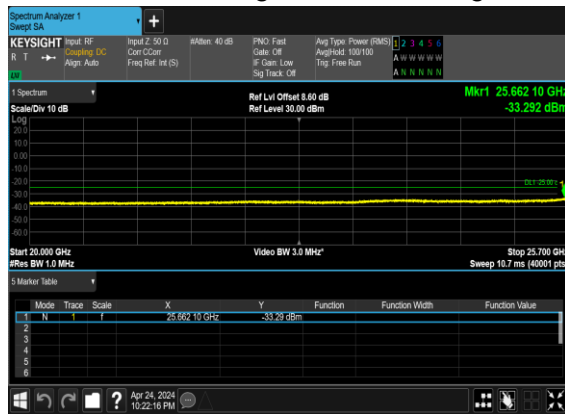 Spectrum Analyzer 1
Swept SA
KEYSIGHT Input: RF Input Z: 50 Ω #Atten: 40 dB PNO: Fast Avg Type: Power (RMS) 1 2 3 4 5 6
R T Coupling: DC Corr CCorr Gate: Off Avg|Hold: 100/100 A W W W W W
Align: Auto Freq Ref: Int (S) IF Gain: Low Trig: Free Run
LW Sig Track: Off A N N N N N
1 Spectrum Ref Lvl Offset 8.60 dB Mkr1 25.662 10 GHz
Scale/Div 10 dB Ref Level 30.00 dBm -33.292 dBm
Log
20.0
10.0
0.00
-10.0
-20.0
DL1 -25.00
-30.0
-40.0
-50.0
-60.0
Start 20.000 GHz Video BW 3.0 MHz* Stop 25.700 GHz
#Res BW 1.0 MHz Sweep 10.7 ms (40001 pts
5 Marker Table
Mode Trace Scale X Y Function Function Width Function Value
1 N 1 f 25.662 10 GHz -33.29 dBm
2
3
4
5
6
? Apr 24, 2024
10:22:16 PM